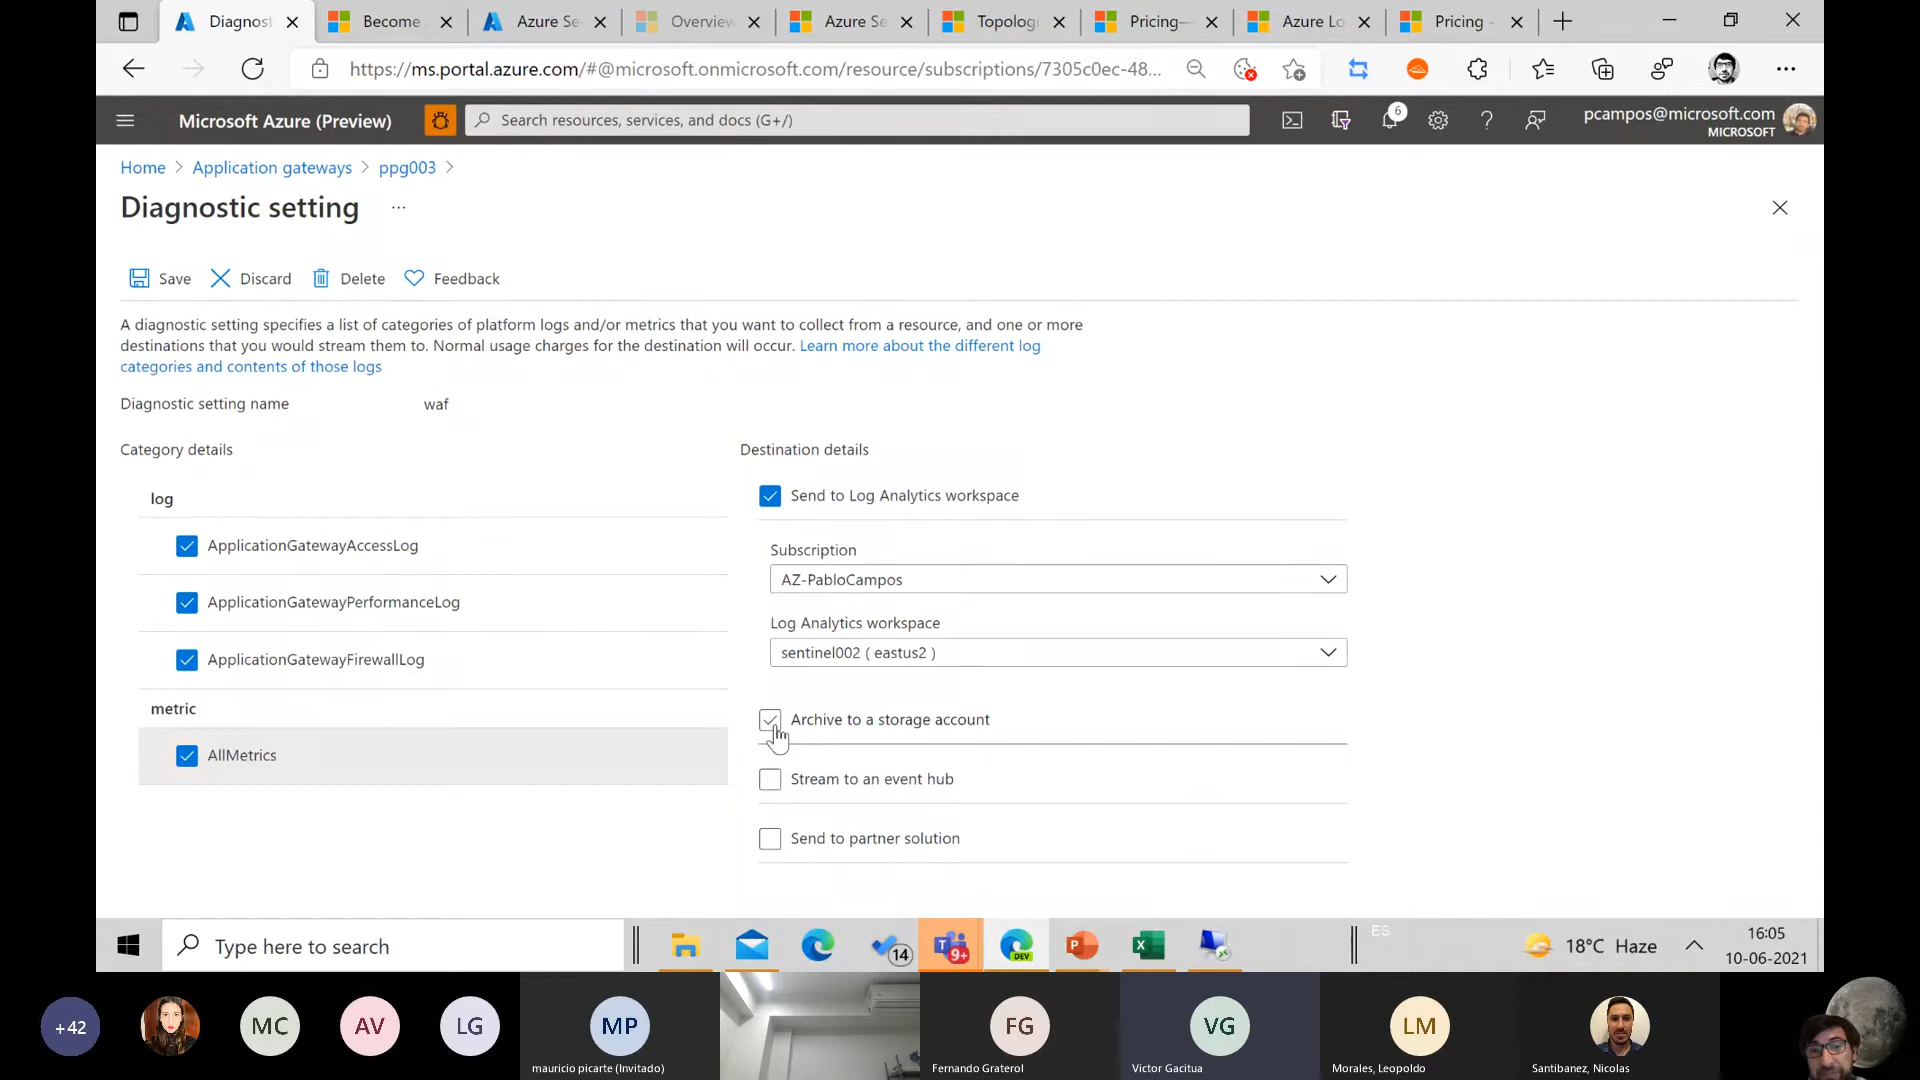 Diagnost
Become
Azure Se
Overview
Azure Se
Topologi
Pricing—
Azure Lo
Pricing -
https://ms.portal.azure.com/#@microsoft.onmicrosoft.com/resource/subscriptions/7305c0ec-48...
Microsoft Azure (Preview)
Search resources, services, and docs (G+/)
6
pcampos@microsoft.com
MICROSOFT
Home > Application gateways > ppg003 >
Diagnostic setting ...
Save
Discard
Delete
Feedback
A diagnostic setting specifies a list of categories of platform logs and/or metrics that you want to collect from a resource, and one or more
destinations that you would stream them to. Normal usage charges for the destination will occur. Learn more about the different log
categories and contents of those logs
Diagnostic setting name
waf
Category details
log
ApplicationGatewayAccessLog
ApplicationGatewayPerformanceLog
ApplicationGatewayFirewallLog
metric
AllMetrics
Destination details
Send to Log Analytics workspace
Subscription
AZ-PabloCampos
Log Analytics workspace
sentinel002 ( eastus2 )
Archive to a storage account
Stream to an event hub
Send to partner solution
Type here to search
14
T
9+
DEV
P
X
ES
18°C Haze
16:05
10-06-2021
+42
MC
AV
LG
MP
mauricio picarte (Invitado)
FG
Fernando Graterol
VG
Victor Gacitua
LM
Morales, Leopoldo
Santibanez, Nicolas